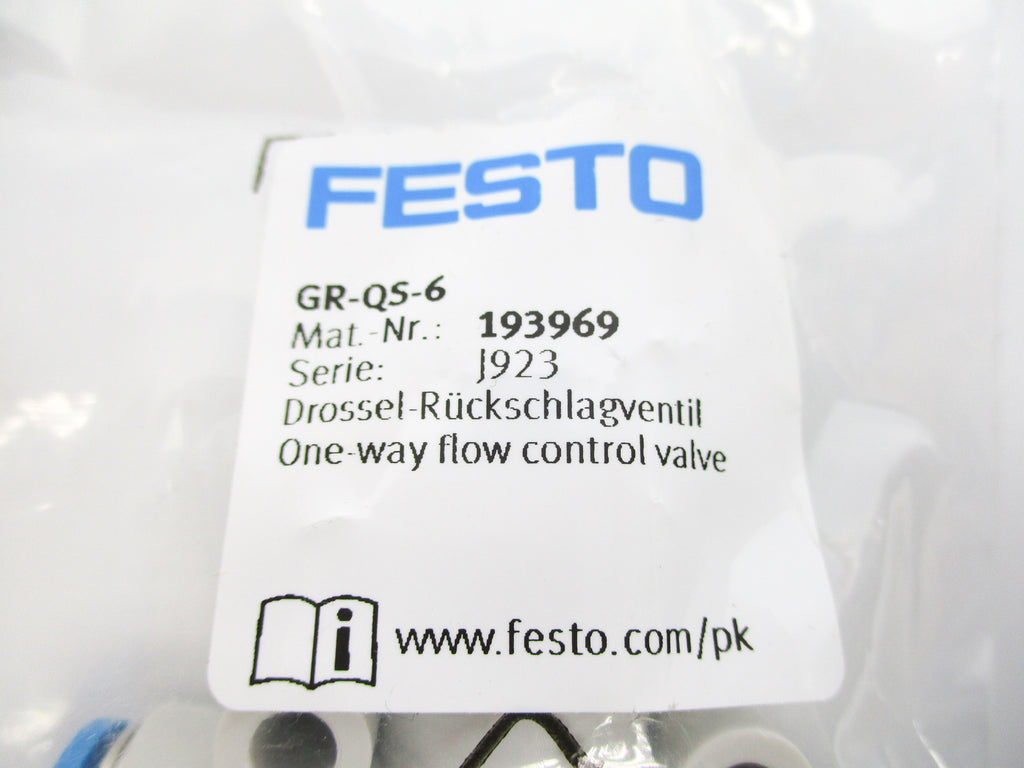 FESTO
GR-QS-6
Mat.-Nr.: 193969
Serie: J923
Drossel-Rückschlagventil
One-way flow control valve
i www.festo.com/pk